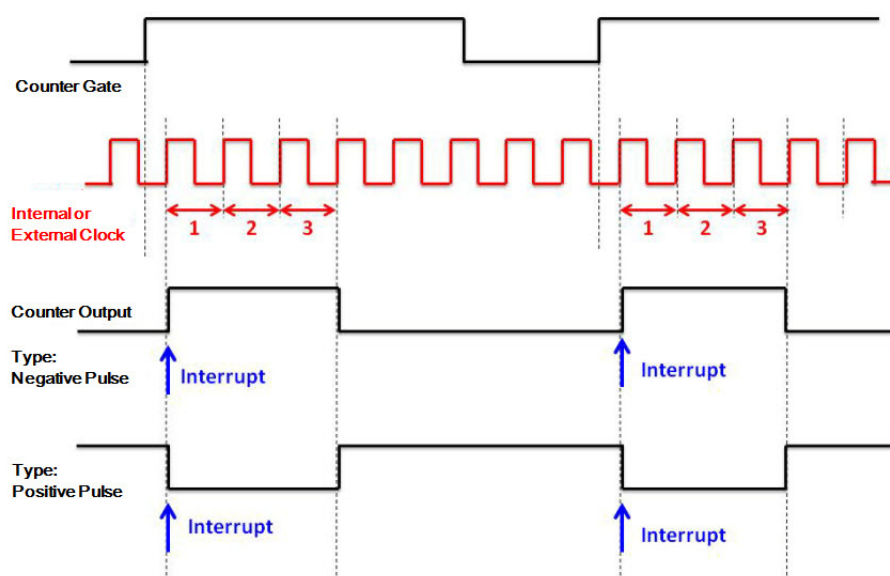 Counter Gate
Internal or
External Clock
1 2 3
1 2 3
Counter Output
Type:
Negative Pulse
Interrupt
Interrupt
Type:
Positive Pulse
Interrupt
Interrupt